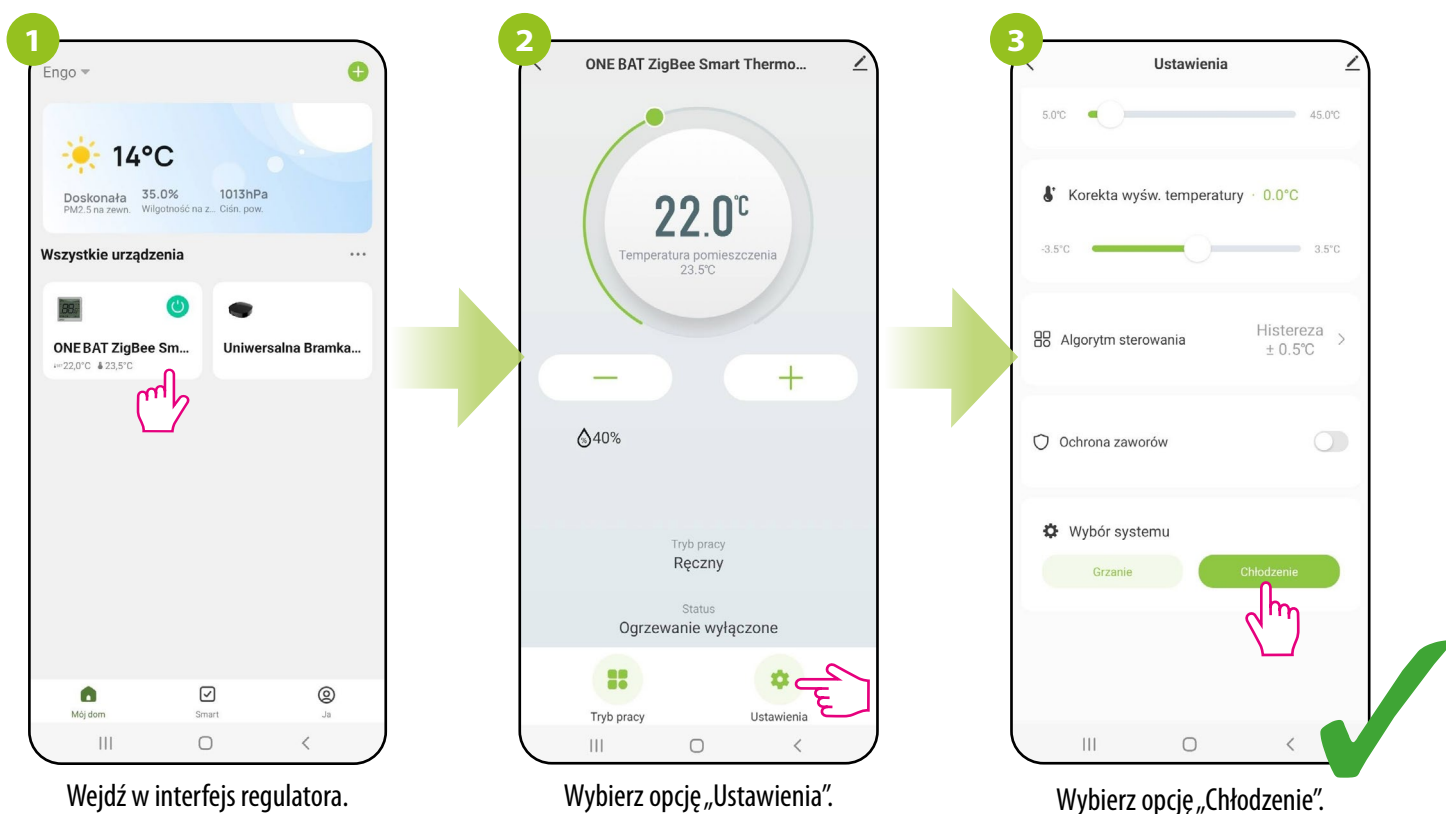 1
Engo
14°C
Doskonała 35.0% 1013hPa
PM2.5 na zewn. Wilgotność na z... Ciśn. pow.
Wszystkie urządzenia
ONE BAT ZigBee Sm...
22,0°C 23,5°C
Uniwersalna Bramka...
Mój dom Smart Ja
Wejdź w interfejs regulatora.
2
ONE BAT ZigBee Smart Thermo...
22.0°C
Temperatura pomieszczenia
23.5°C
40%
Tryb pracy
Ręczny
Status
Ogrzewanie wyłączone
Tryb pracy Ustawienia
Wybierz opcję „Ustawienia”.
3
Ustawienia
5.0°C 45.0°C
Korekta wyśw. temperatury · 0.0°C
-3.5°C 3.5°C
Algorytm sterowania Histereza
± 0.5°C
Ochrona zaworów
Wybór systemu
Grzanie Chłodzenie
Wybierz opcję „Chłodzenie”.